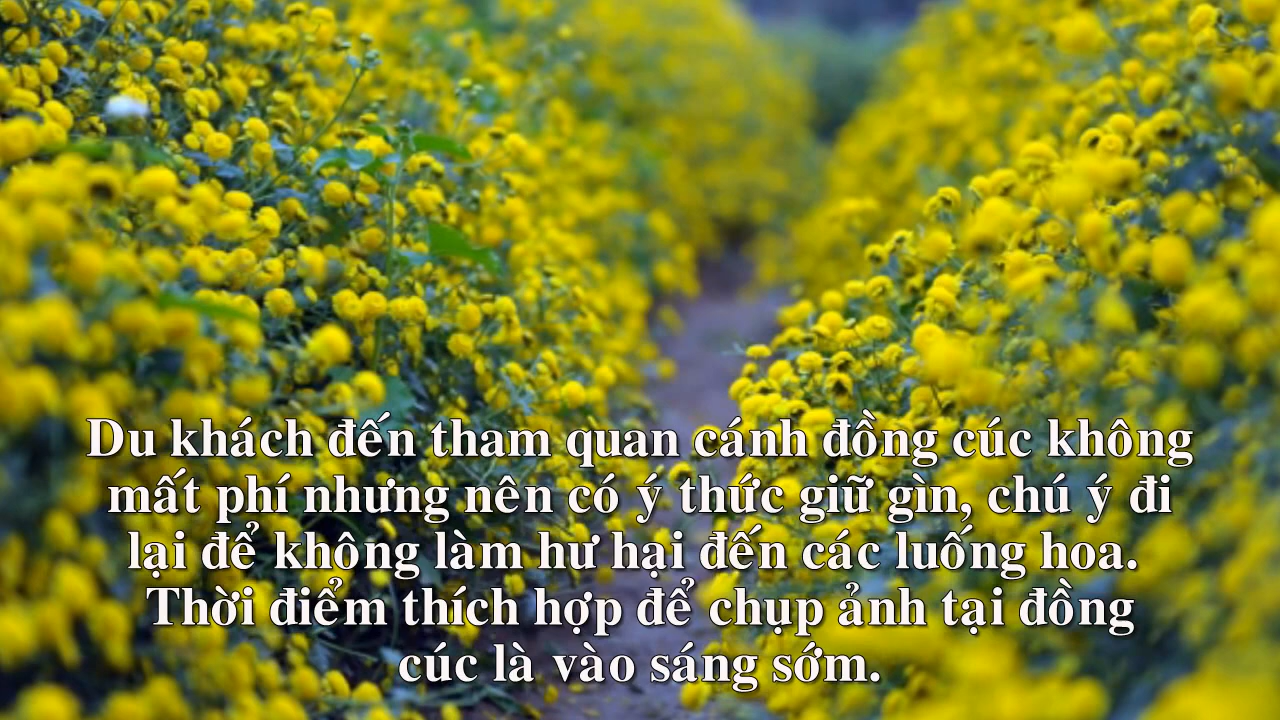 Du khách đến tham quan cánh đồng cúc không
mất phí nhưng nên có ý thức giữ gìn, chú ý đi
lại để không làm hư hại đến các luống hoa.
Thời điểm thích hợp để chụp ảnh tại đồng
cúc là vào sáng sớm.